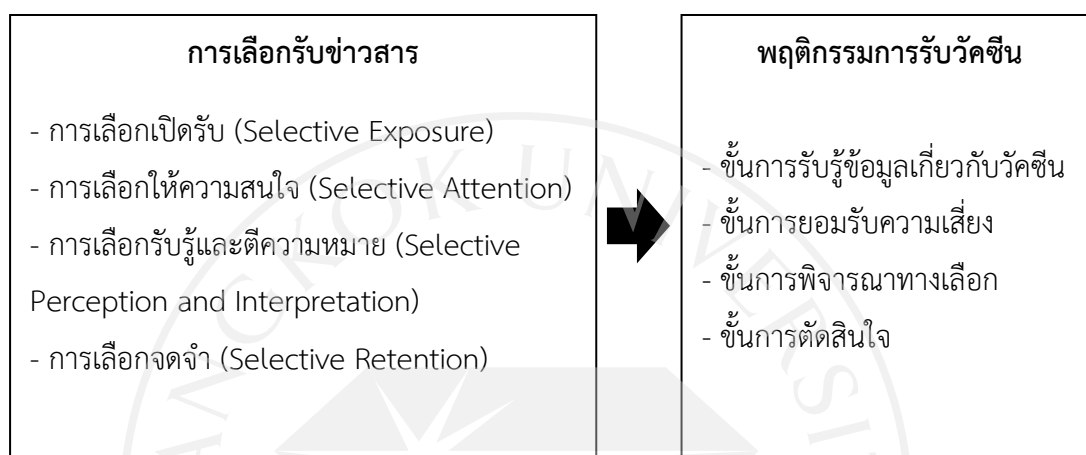 การเลือกรับข่าวสาร
- การเลือกเปิดรับ (Selective Exposure)
- การเลือกให้ความสนใจ (Selective Attention)
- การเลือกรับรู้และตีความหมาย (Selective
Perception and Interpretation)
- การเลือกจดจำ (Selective Retention)
พฤติกรรมการรับวัคซีน
- ขั้นการรับรู้ข้อมูลเกี่ยวกับวัคซีน
- ขั้นการยอมรับความเสี่ยง
- ขั้นการพิจารณาทางเลือก
- ขั้นการตัดสินใจ
ANGKOK UNIVERSI